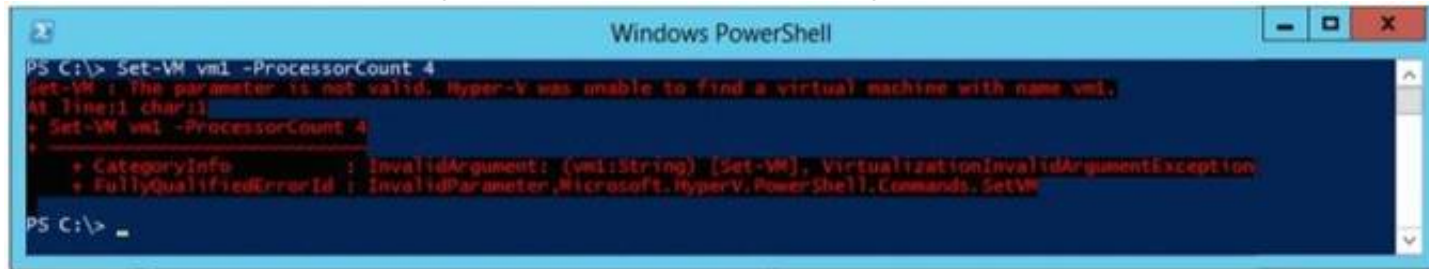 Windows PowerShell
PS C:\> Set-VM vm1 -ProcessorCount 4
Set-VM : The parameter is not valid. Hyper-V was unable to find a virtual machine with name vm1.
At line:1 char:1
+ Set-VM vm1 -ProcessorCount 4
+ ~~~~~~~~~~~~~~~~~~~~~~~~~~~~
+ CategoryInfo : InvalidArgument: (vm1:String) [Set-VM], VirtualizationInvalidArgumentException
+ FullyQualifiedErrorId : InvalidParameter,Microsoft.HyperV.PowerShell.Commands.SetVM
PS C:\> _